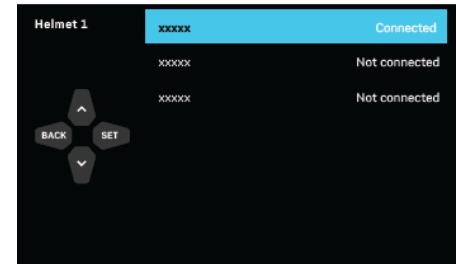 Helmet 1
xxxxx Connected
xxxxx Not connected
xxxxx Not connected
BACK SET